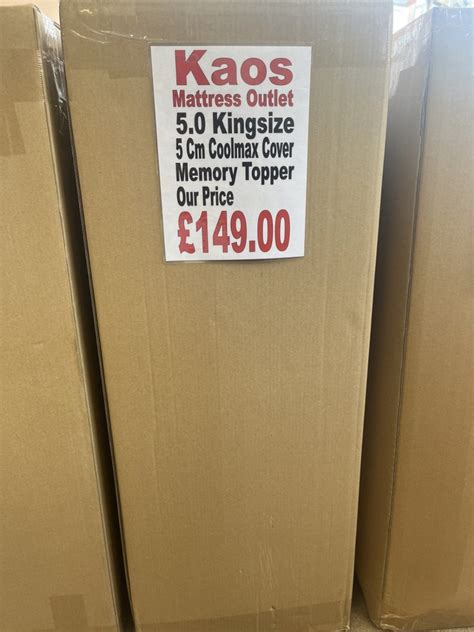 Kaos
Mattress Outlet
5.0 Kingsize
5 Cm Coolmax Cover
Memory Topper
Our Price
£149.00